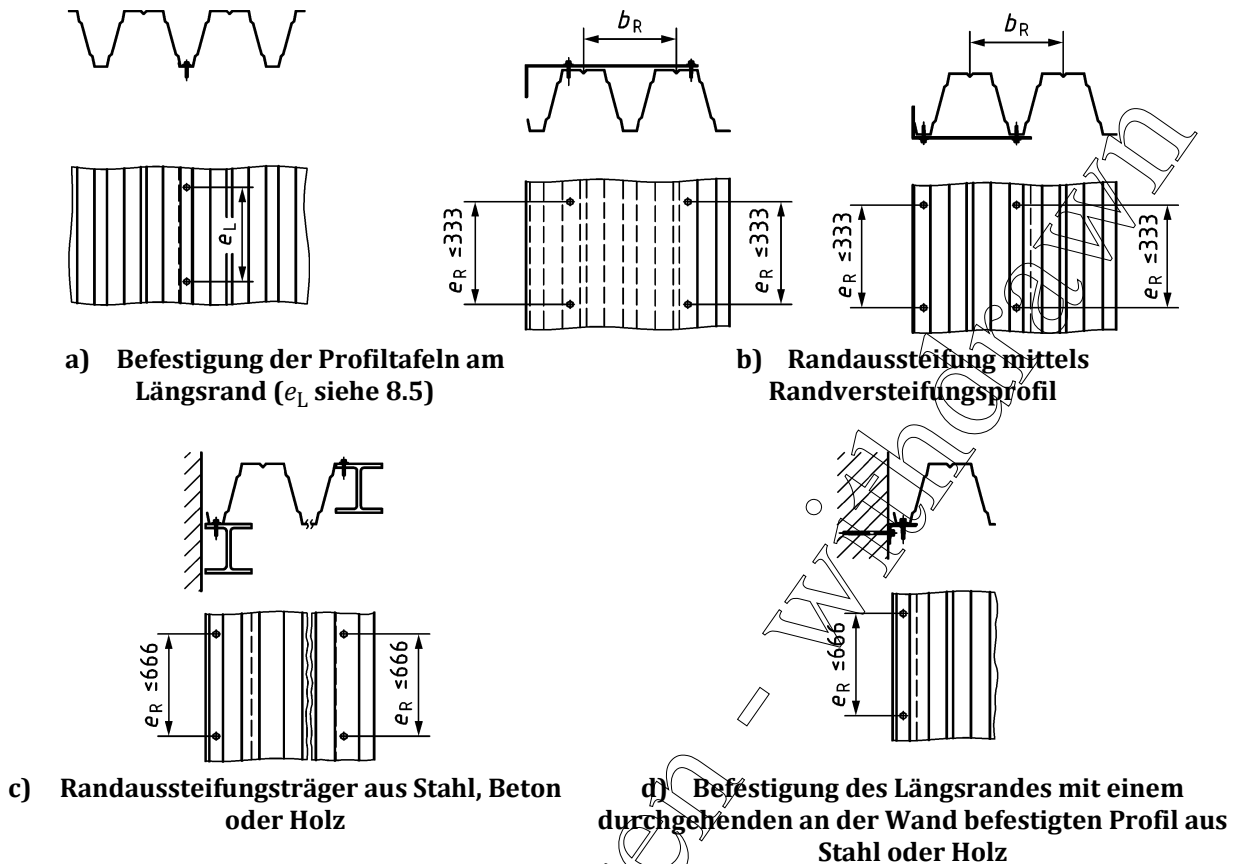 b_R
b_R
e_L
e_R ≤333
e_R ≤333
e_R ≤333
e_R ≤333
a) Befestigung der Profiltafeln am
Längsrand (e_L siehe 8.5)
b) Randaussteifung mittels
Randversteifungsprofil
e_R ≤666
e_R ≤666
e_R ≤666
c) Randaussteifungsträger aus Stahl, Beton
oder Holz
d) Befestigung des Längsrandes mit einem
durchgehenden an der Wand befestigten Profil aus
Stahl oder Holz
en - withdrawn